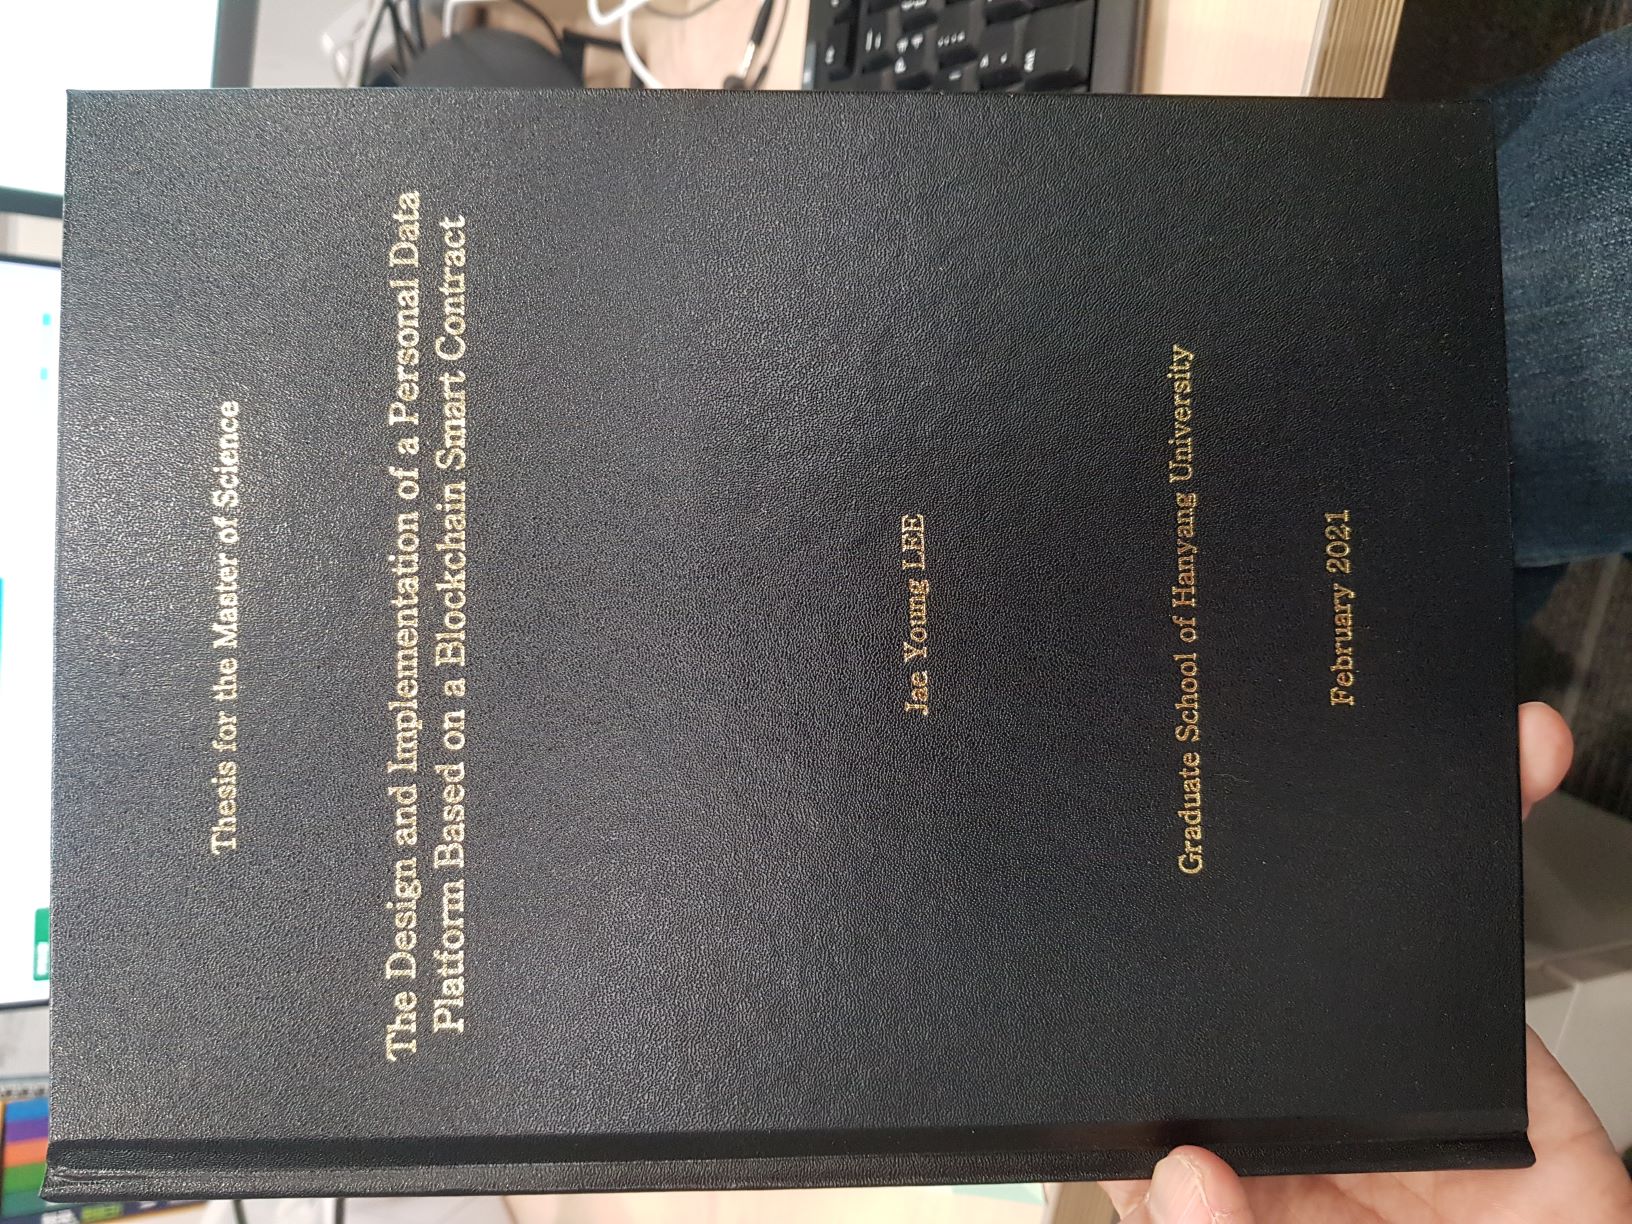 Thesis for the Master of Science
The Design and Implementation of a Personal Data
Platform Based on a Blockchain Smart Contract
Jae Young LEE
Graduate School of Hanyang University
February 2021